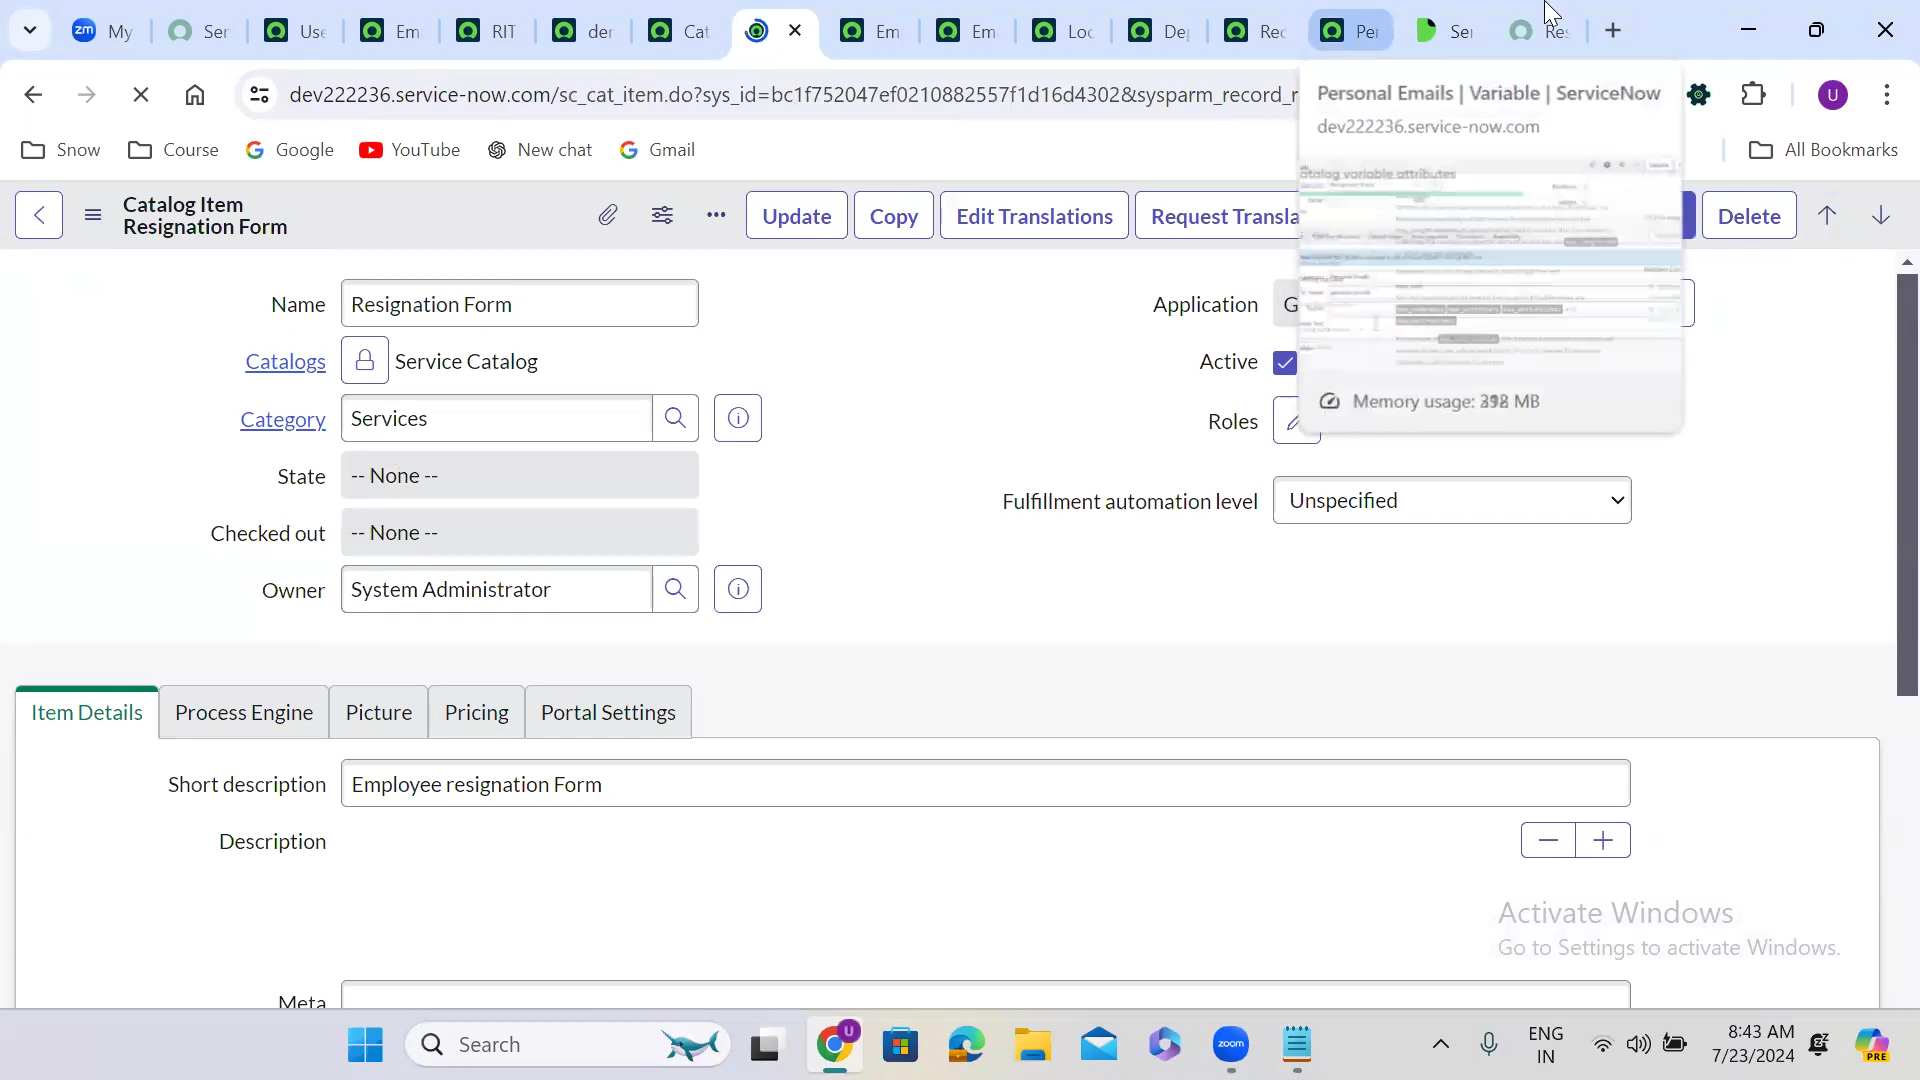 zm My Ser Use Em RIT der Cat Em Em Loc De Rec Per Ser Res
dev222236.service-now.com/sc_cat_item.do?sys_id=bc1f752047ef0210882557f1d16d4302&sysparm_record_r
U
Snow Course Google YouTube New chat Gmail All Bookmarks
Personal Emails | Variable | ServiceNow
dev222236.service-now.com
Memory usage: MB
Catalog Item
Resignation Form
Update Copy Edit Translations Request Transla Delete
Name Resignation Form
Application G
Catalogs Service Catalog
Active
Category Services
Roles
State -- None --
Fulfillment automation level Unspecified
Checked out -- None --
Owner System Administrator
Item Details Process Engine Picture Pricing Portal Settings
Short description Employee resignation Form
Description
Meta
Activate Windows
Go to Settings to activate Windows.
Search
U
zoom
ENG
IN
8:43 AM
7/23/2024
PRE